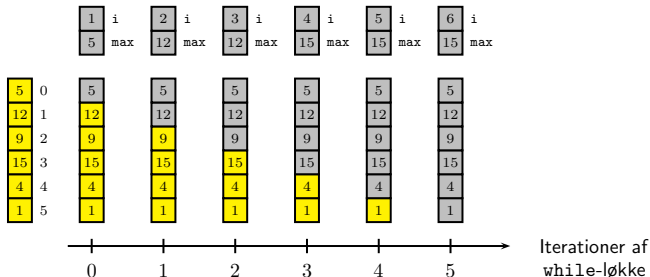 1 i 2 i 3 i 4 i 5 i 6 i
5 max 12 max 12 max 15 max 15 max 15 max
5 0 5 5 5 5 5 5
12 1 12 12 12 12 12 12
9 2 9 9 9 9 9 9
15 3 15 15 15 15 15 15
4 4 4 4 4 4 4 4
1 5 1 1 1 1 1 1
Iterationer af
0 1 2 3 4 5 while-løkke